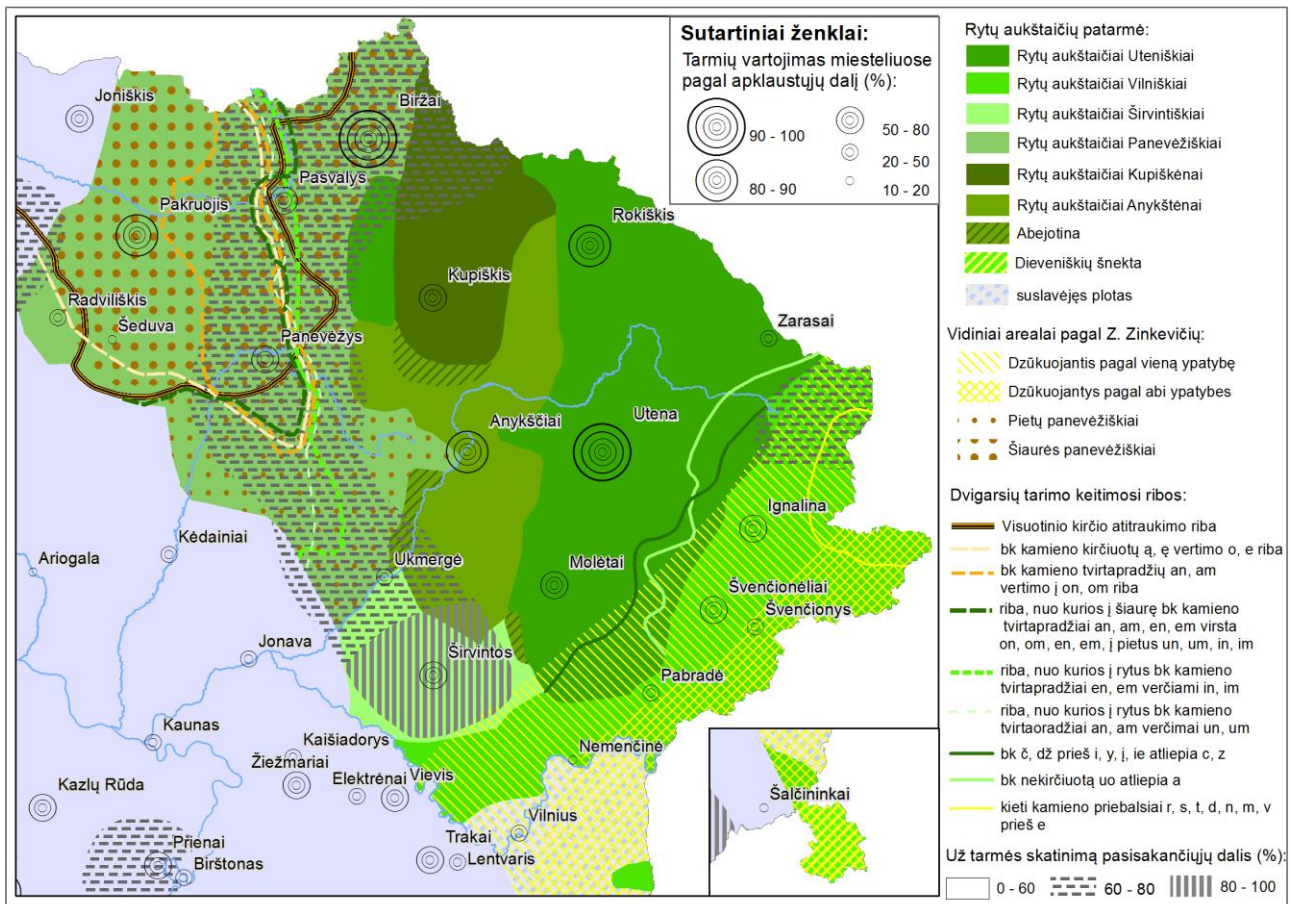 Sutartiniai ženklai:
Tarmių vartojimas miesteliuose
pagal apklaustųjų dalį (%):
90 - 100
80 - 90
50 - 80
20 - 50
10 - 20
Joniškis
Biržai
Pasvalys
Pakruojis
Rokiškis
Kupiškis
Radviliškis
Šeduva
Zarasai
Panevėžys
Anykščiai
Utena
Ignalina
Kėdainiai
Ariogala
Ukmergė
Molėtai
Švenčionėliai
Švenčionys
Jonava
Širvintos
Pabradė
Kaunas
Kaišiadorys
Žiežmariai
Elektrėnai
Vievis
Nemenčinė
Kazlų Rūda
Šalčininkai
Vilnius
Prienai
Trakai
Birštonas
Lentvaris
Rytų aukštaičių patarmė:
Rytų aukštaičiai Uteniškiai
Rytų aukštaičiai Vilniškiai
Rytų aukštaičiai Širvintiškiai
Rytų aukštaičiai Panevėžiškiai
Rytų aukštaičiai Kupiškėnai
Rytų aukštaičiai Anykštėnai
Abejotina
Dieveniškių šnekta
suslavėjęs plotas
Vidiniai arealai pagal Z. Zinkevičių:
Dzūkuojantis pagal vieną ypatybę
Dzūkuojantys pagal abi ypatybes
Pietų panevėžiškiai
Šiaurės panevėžiškiai
Dvigarsių tarimo keitimosi ribos:
Visuotinio kirčio atitraukimo riba
bk kamieno kirčiuotų ą, ę vertimo o, e riba
bk kamieno tvirtapradžių an, am
vertimo į on, om riba
riba, nuo kurios į šiaurę bk kamieno
tvirtapradžiai an, am, en, em virsta
on, om, en, em, į pietus un, um, in, im
riba, nuo kurios į rytus bk kamieno
tvirtapradžiai en, em verčiami in, im
riba, nuo kurios į rytus bk kamieno
tvirtaoradžiai an, am verčimai un, um
bk č, dž prieš i, y, į, ie atliepia c, z
bk nekirčiuotą uo atliepia a
kieti kamieno priebalsiai r, s, t, d, n, m, v
prieš e
Už tarmės skatinimą pasisakančiųjų dalis (%):
0 - 60
60 - 80
80 - 100